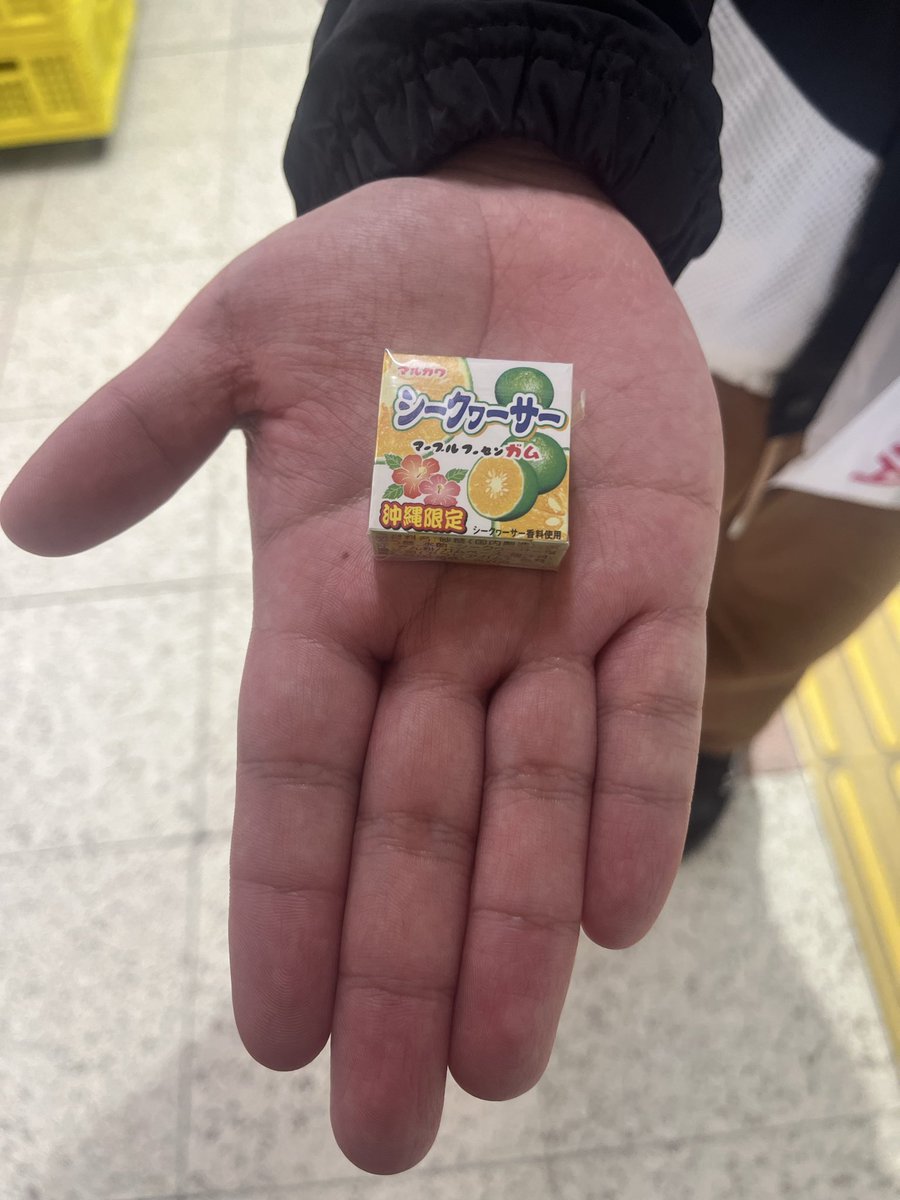 マルカワ
シークヮーサー
マーブルフーセンガム
沖縄限定
シークヮーサー香料使用